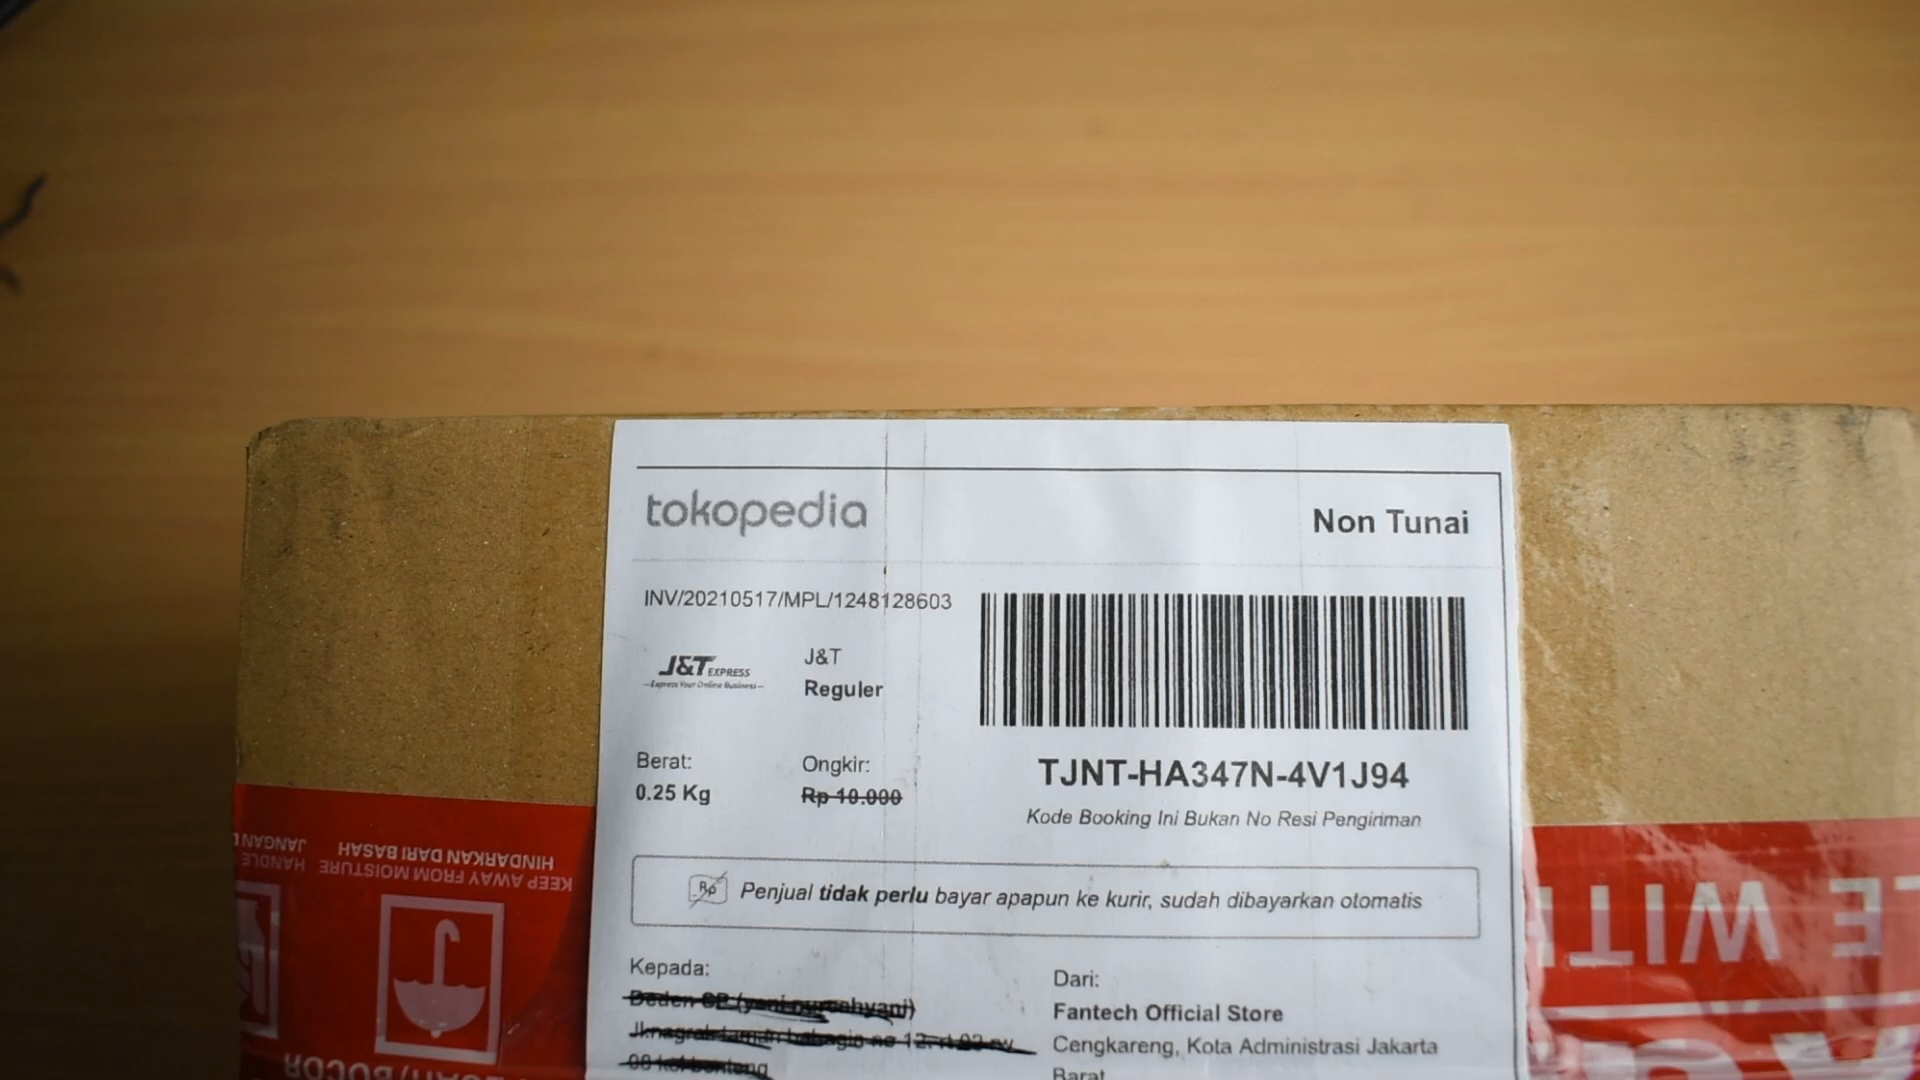 tokopedia
Non Tunai
INV/20210517/MPL/1248128603
J&T EXPRESS
Express Your Online Business
J&T
Reguler
Berat:
0.25 Kg
Ongkir:
Rp 10.000
TJNT-HA347N-4V1J94
Kode Booking Ini Bukan No Resi Pengiriman
Rp
Penjual tidak perlu bayar apapun ke kurir, sudah dibayarkan otomatis
Kepada:
Dari:
Fantech Official Store
Cengkareng, Kota Administrasi Jakarta
Barat
HINDARKAN DARI BASAH
KEEP AWAY FROM MOISTURE
JANGAN
HANDLE